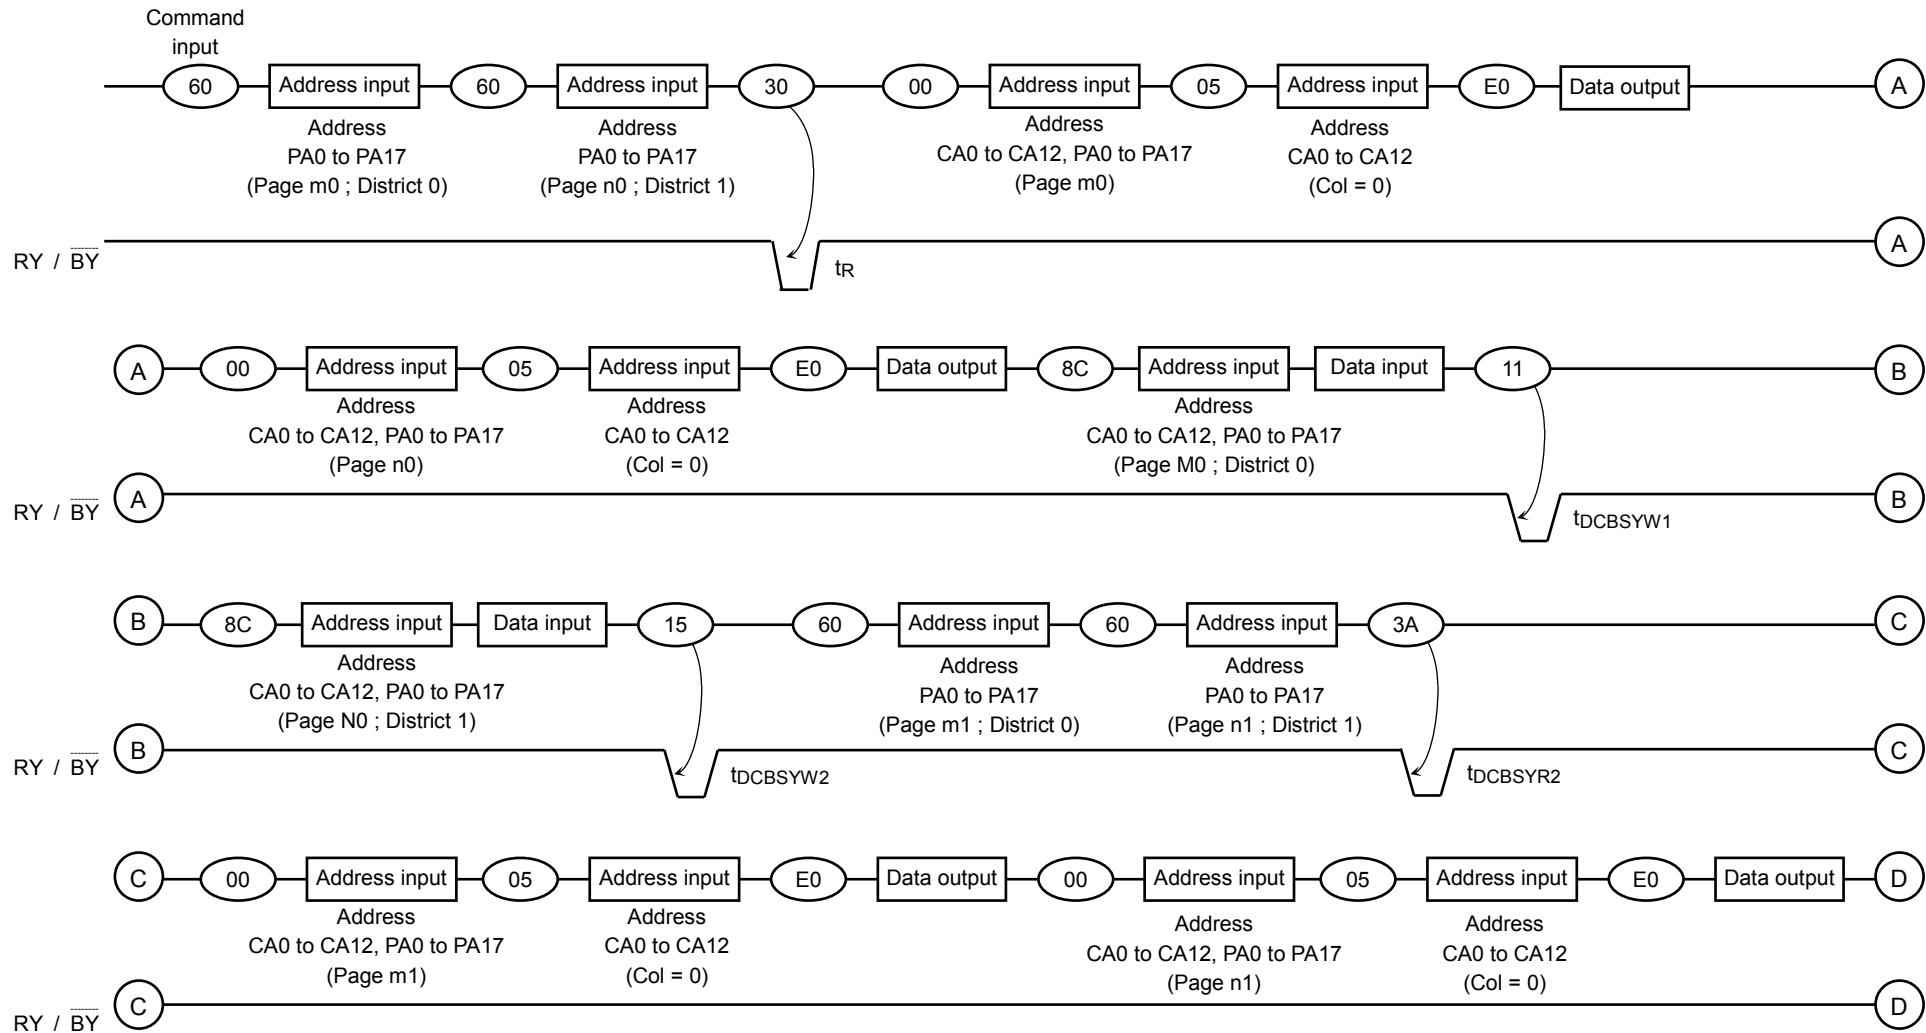 Command
input
60 Address input 60 Address input 30 00 Address input 05 Address input E0 Data output A
Address
PA0 to PA17
(Page m0 ; District 0)
Address
PA0 to PA17
(Page n0 ; District 1)
Address
CA0 to CA12, PA0 to PA17
(Page m0)
Address
CA0 to CA12
(Col = 0)
RY / BY tR A
A 00 Address input 05 Address input E0 Data output 8C Address input Data input 11 B
Address
CA0 to CA12, PA0 to PA17
(Page n0)
Address
CA0 to CA12
(Col = 0)
Address
CA0 to CA12, PA0 to PA17
(Page M0 ; District 0)
RY / BY A tDCBSYW1 B
B 8C Address input Data input 15 60 Address input 60 Address input 3A C
Address
CA0 to CA12, PA0 to PA17
(Page N0 ; District 1)
Address
PA0 to PA17
(Page m1 ; District 0)
Address
PA0 to PA17
(Page n1 ; District 1)
RY / BY B tDCBSYW2 tDCBSYR2 C
C 00 Address input 05 Address input E0 Data output 00 Address input 05 Address input E0 Data output D
Address
CA0 to CA12, PA0 to PA17
(Page m1)
Address
CA0 to CA12
(Col = 0)
Address
CA0 to CA12, PA0 to PA17
(Page n1)
Address
CA0 to CA12
(Col = 0)
RY / BY C D